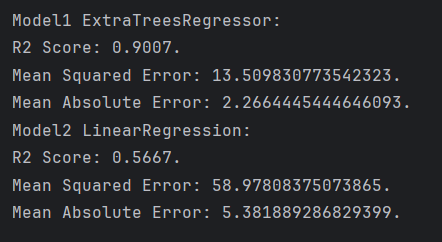 Model1 ExtraTreesRegressor:
R2 Score: 0.9007.
Mean Squared Error: 13.509830773542323.
Mean Absolute Error: 2.2664445444646093.
Model2 LinearRegression:
R2 Score: 0.5667.
Mean Squared Error: 58.97808375073865.
Mean Absolute Error: 5.381889286829399.